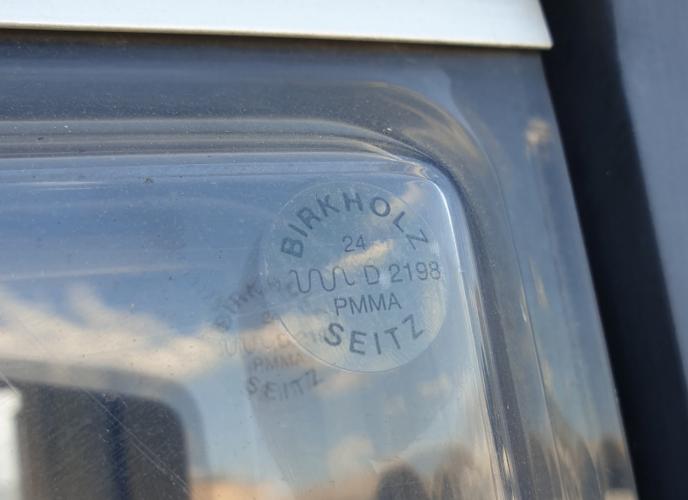 BIRKHOLZ
24
D 2198
PMMA
SEITZ